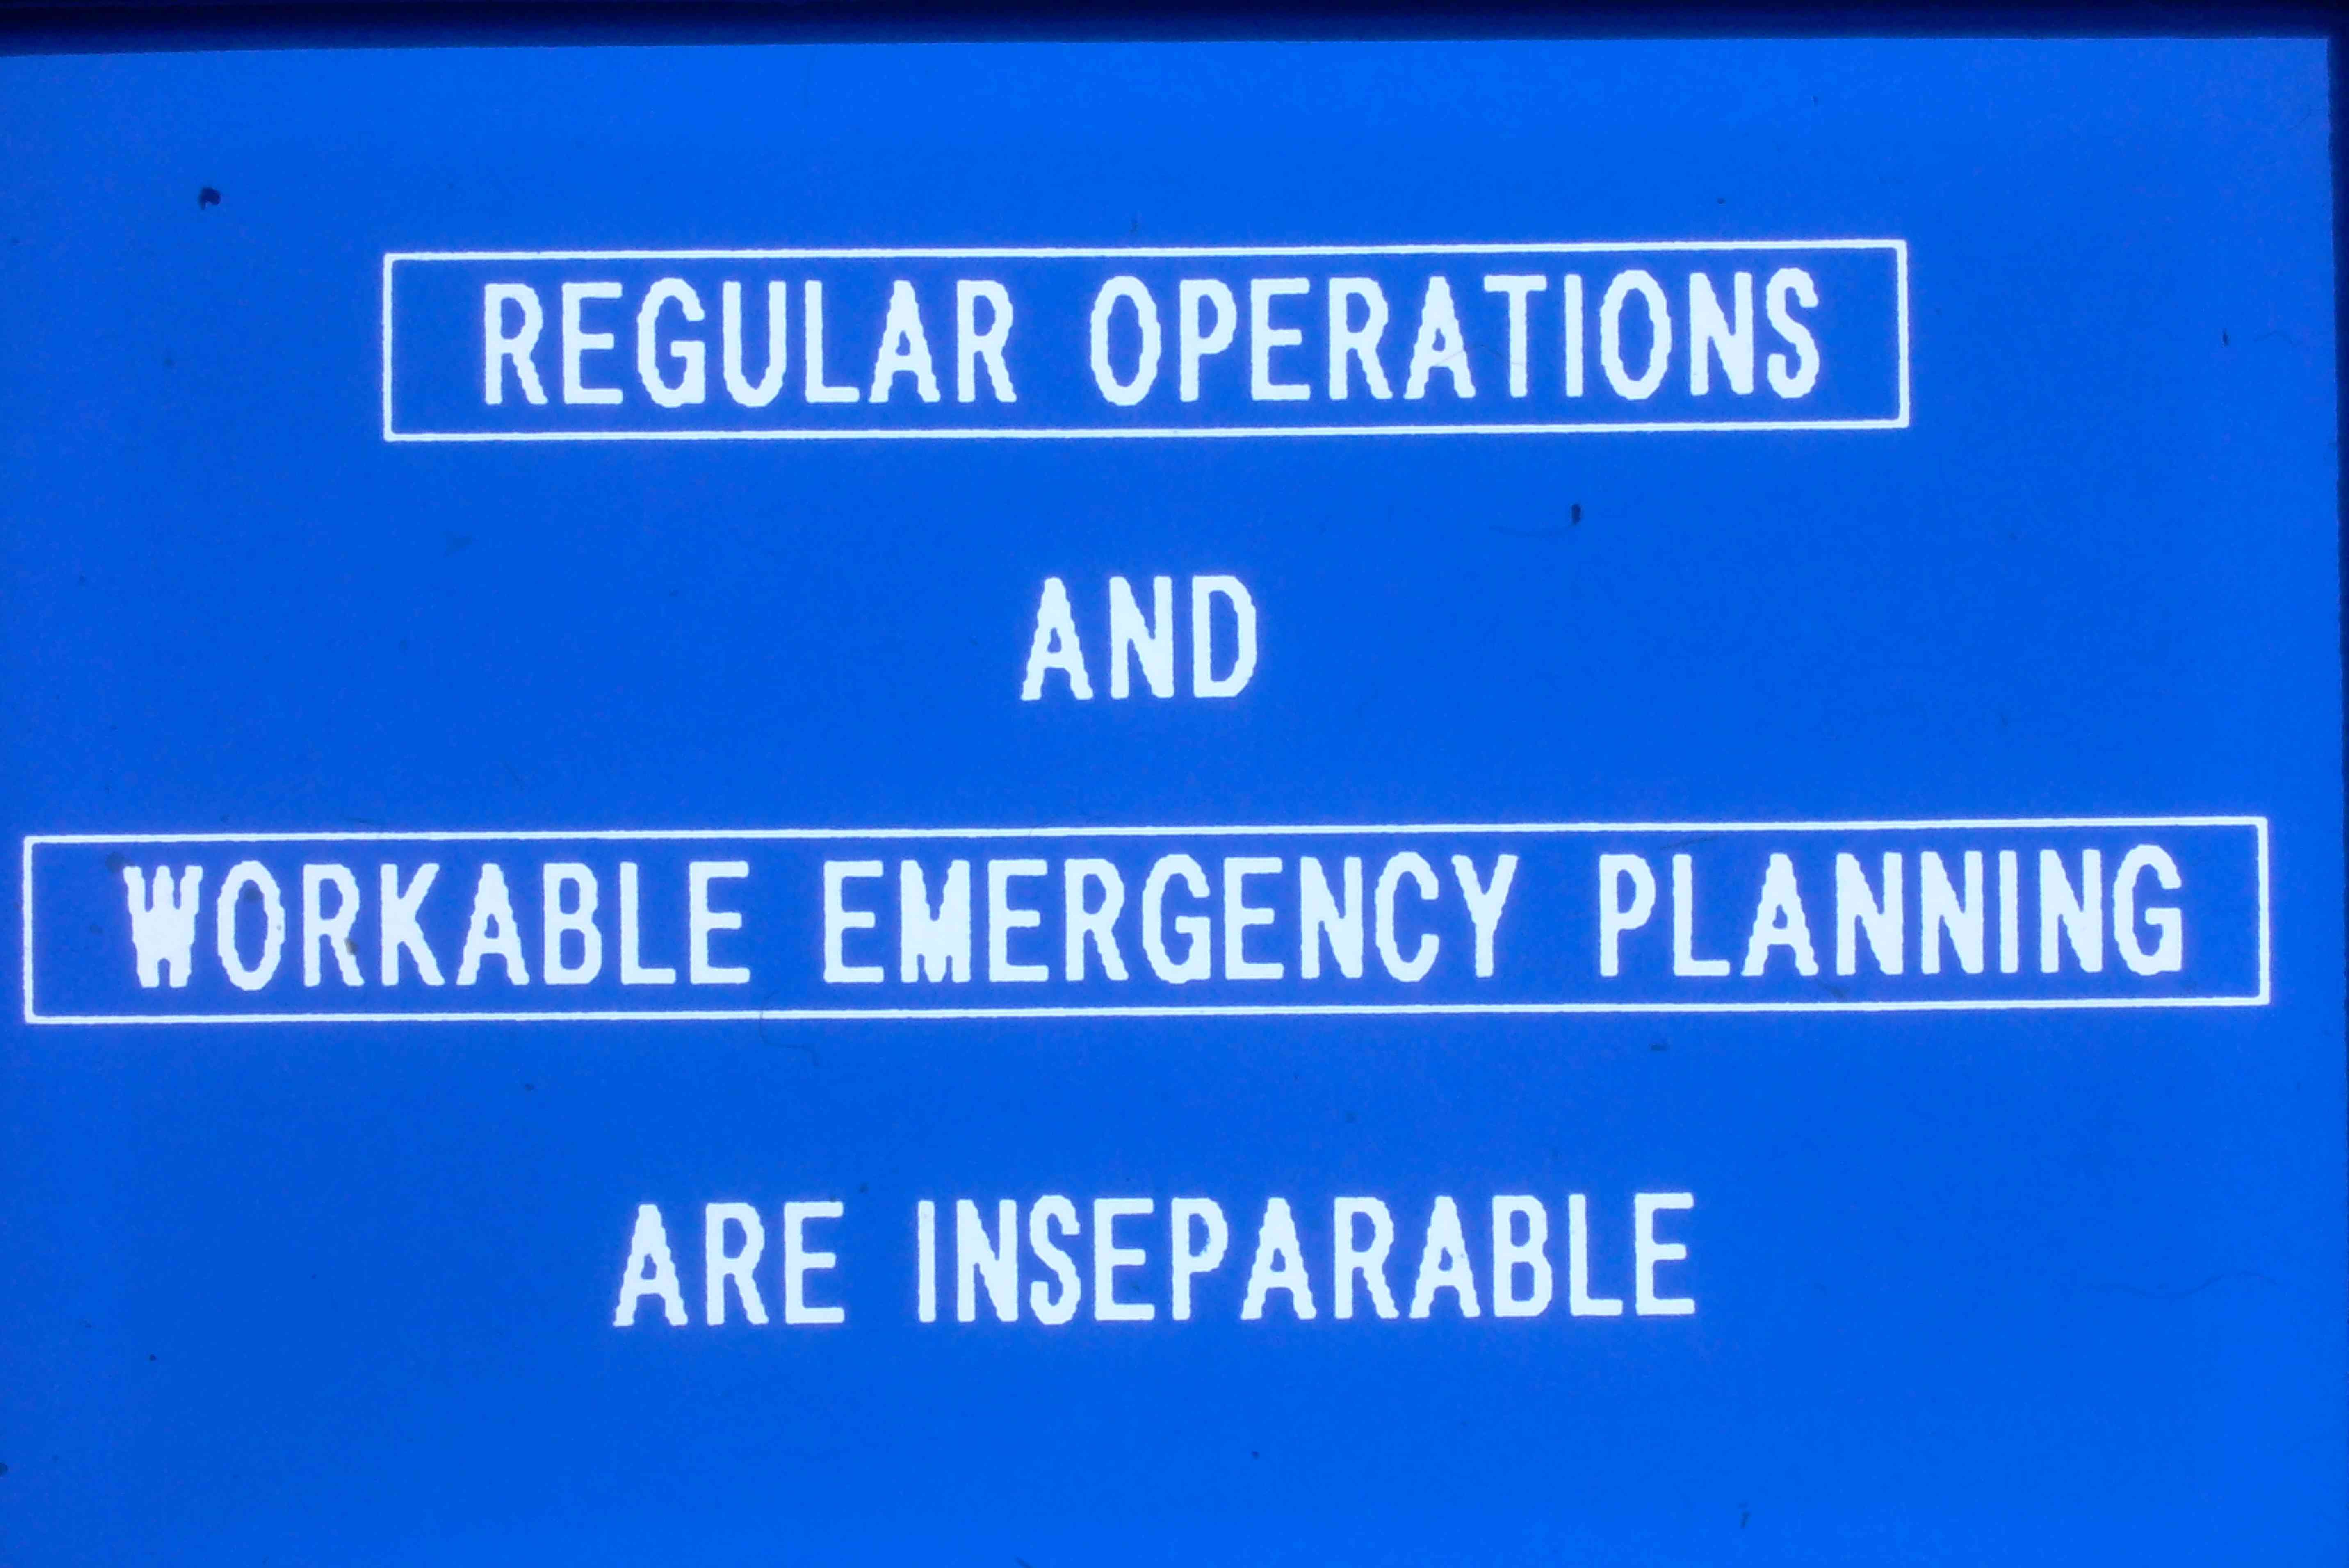 REGULAR OPERATIONS
AND
WORKABLE EMERGENCY PLANNING
ARE INSEPARABLE